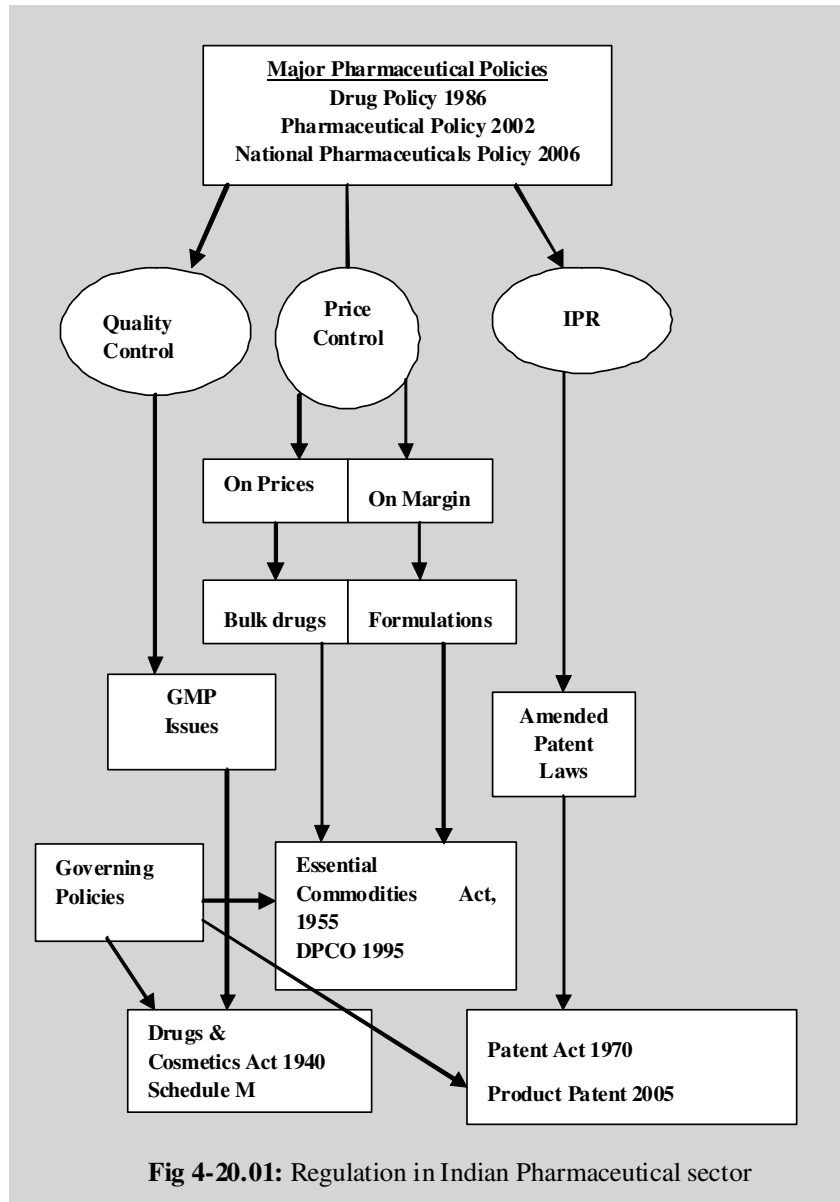 Major Pharmaceutical Policies
Drug Policy 1986
Pharmaceutical Policy 2002
National Pharmaceuticals Policy 2006
Quality
Control
Price
Control
IPR
On Prices
On Margin
Bulk drugs
Formulations
GMP
Issues
Amended
Patent
Laws
Governing
Policies
Essential
Commodities Act,
1955
DPCO 1995
Drugs &
Cosmetics Act 1940
Schedule M
Patent Act 1970
Product Patent 2005
Fig 4-20.01: Regulation in Indian Pharmaceutical sector